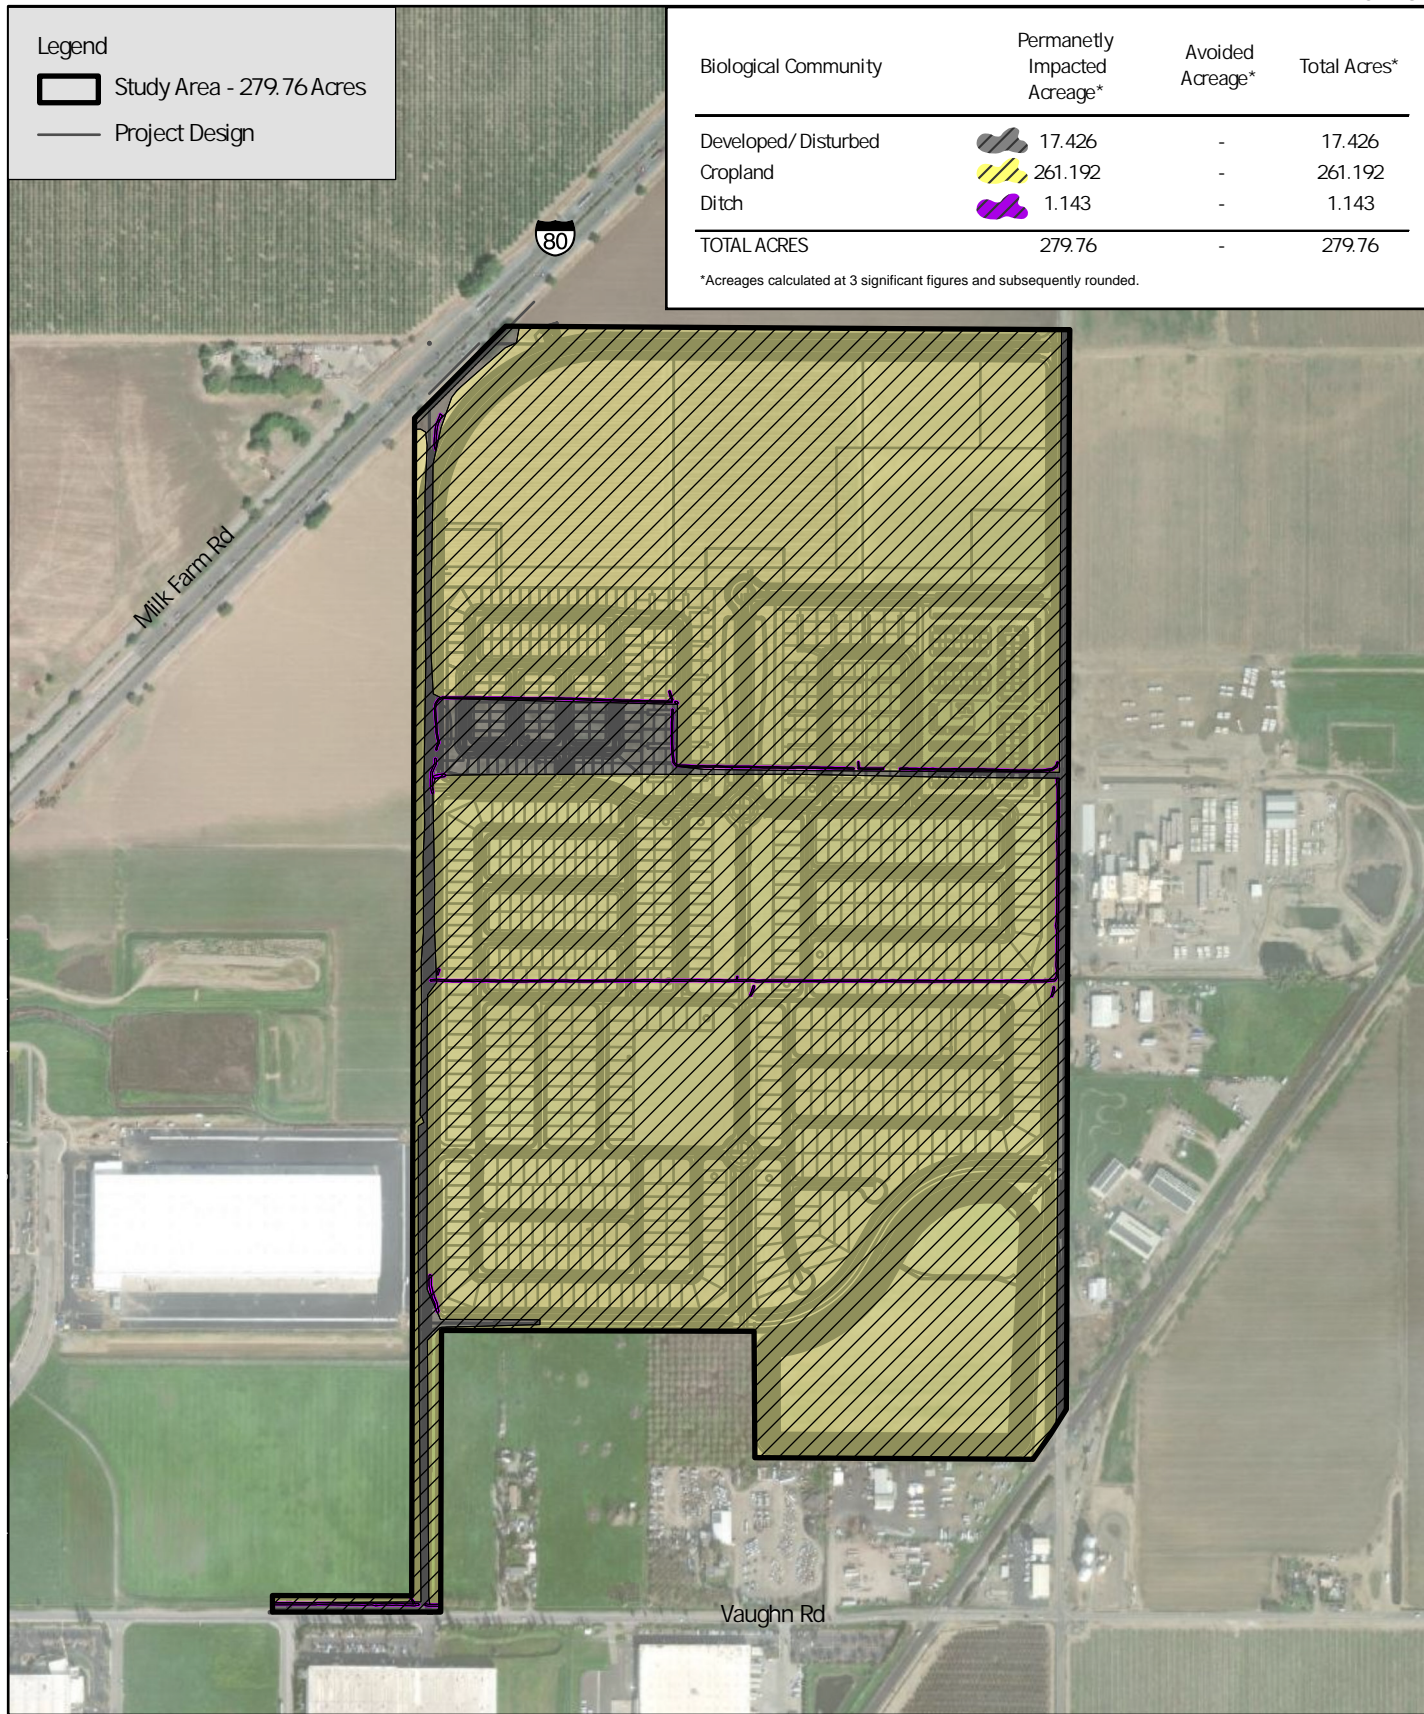 Legend
Study Area - 279.76 Acres
Project Design
Biological Community
Permanetly
Impacted
Acreage*
Avoided
Acreage*
Total Acres*
Developed/Disturbed 17.426 - 17.426
Cropland 261.192 - 261.192
Ditch 1.143 - 1.143
TOTAL ACRES 279.76 - 279.76
*Acreages calculated at 3 significant figures and subsequently rounded.
80
Milk Farm Rd
Vaughn Rd